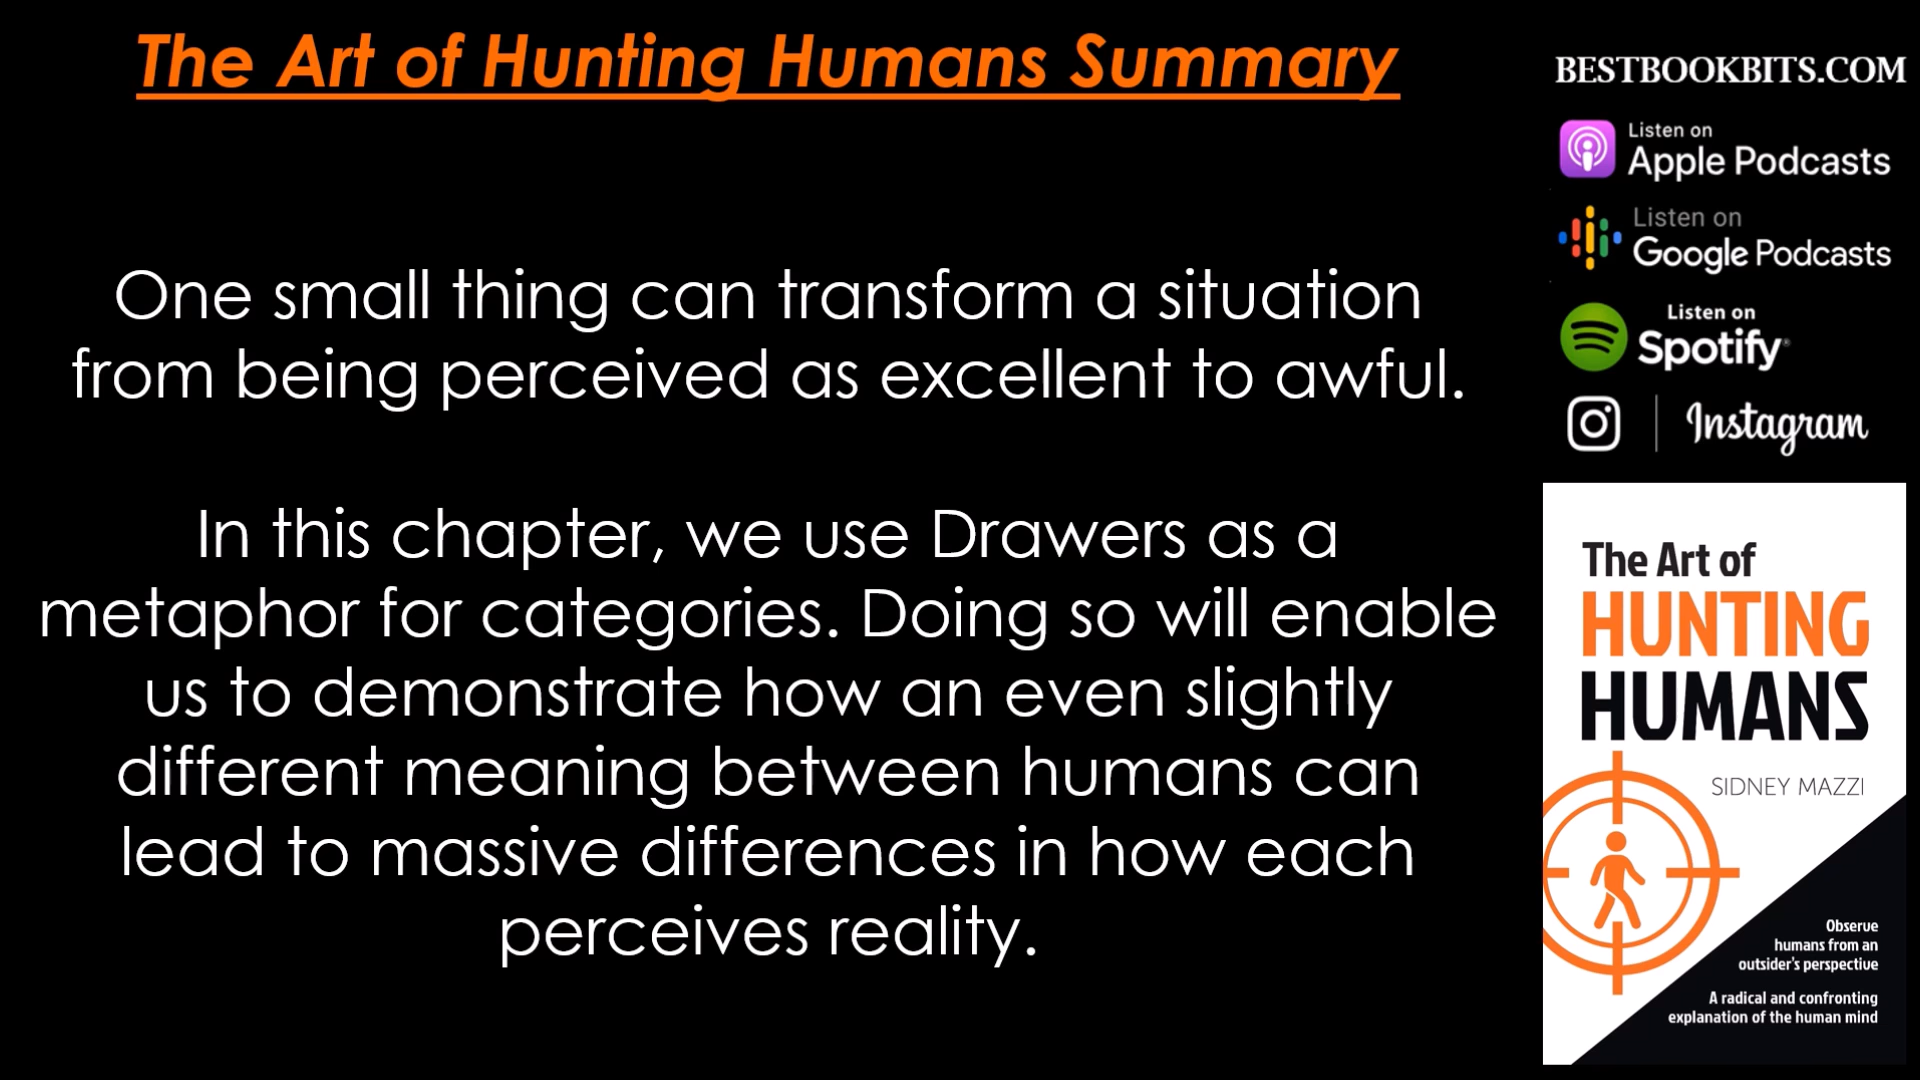 The Art of Hunting Humans Summary
One small thing can transform a situation
from being perceived as excellent to awful.
In this chapter, we use Drawers as a
metaphor for categories. Doing so will enable
us to demonstrate how an even slightly
different meaning between humans can
lead to massive differences in how each
perceives reality.
BESTBOOKBITS.COM
Listen on
Apple Podcasts
Listen on
Google Podcasts
Listen on
Spotify
Instagram
The Art of
HUNTING
HUMANS
SIDNEY MAZZI
Observe
humans from an
outsider's perspective
A radical and confronting
explanation of the human mind